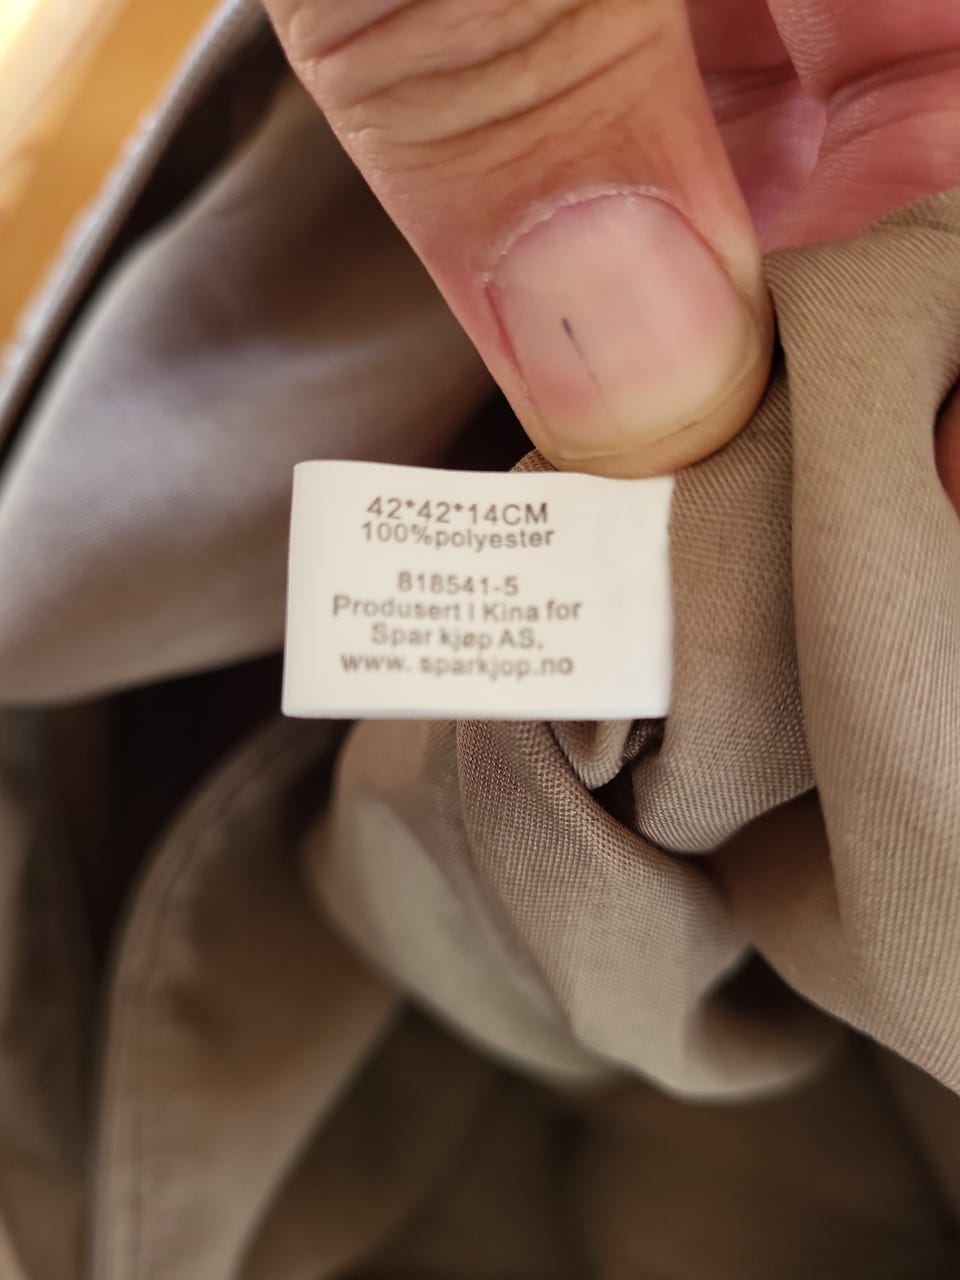 42*42*14CM
100%polyester
818541-5
Produsert I Kina for
Spar kjøp AS,
www. sparkjop.no